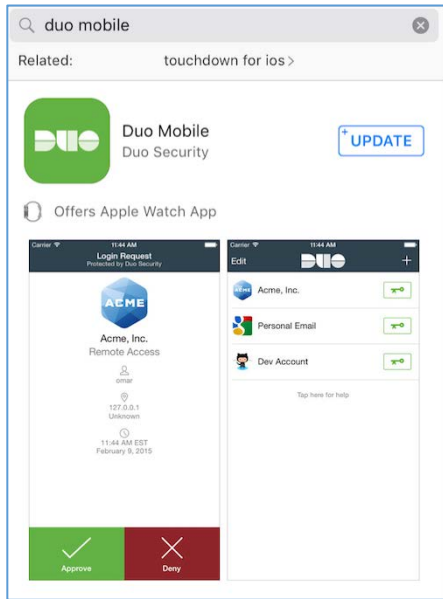 duo mobile
Related: touchdown for ios >
DUO
Duo Mobile
Duo Security
+UPDATE
Offers Apple Watch App
Carrier 11:44 AM
Login Request
Protected by Duo Security
ACME
Acme, Inc.
Remote Access
omar
127.0.0.1
Unknown
11:44 AM EST
February 9, 2015
Approve Deny
Carrier 11:44 AM
Edit DUO +
Acme, Inc.
Personal Email
Dev Account
Tap here for help